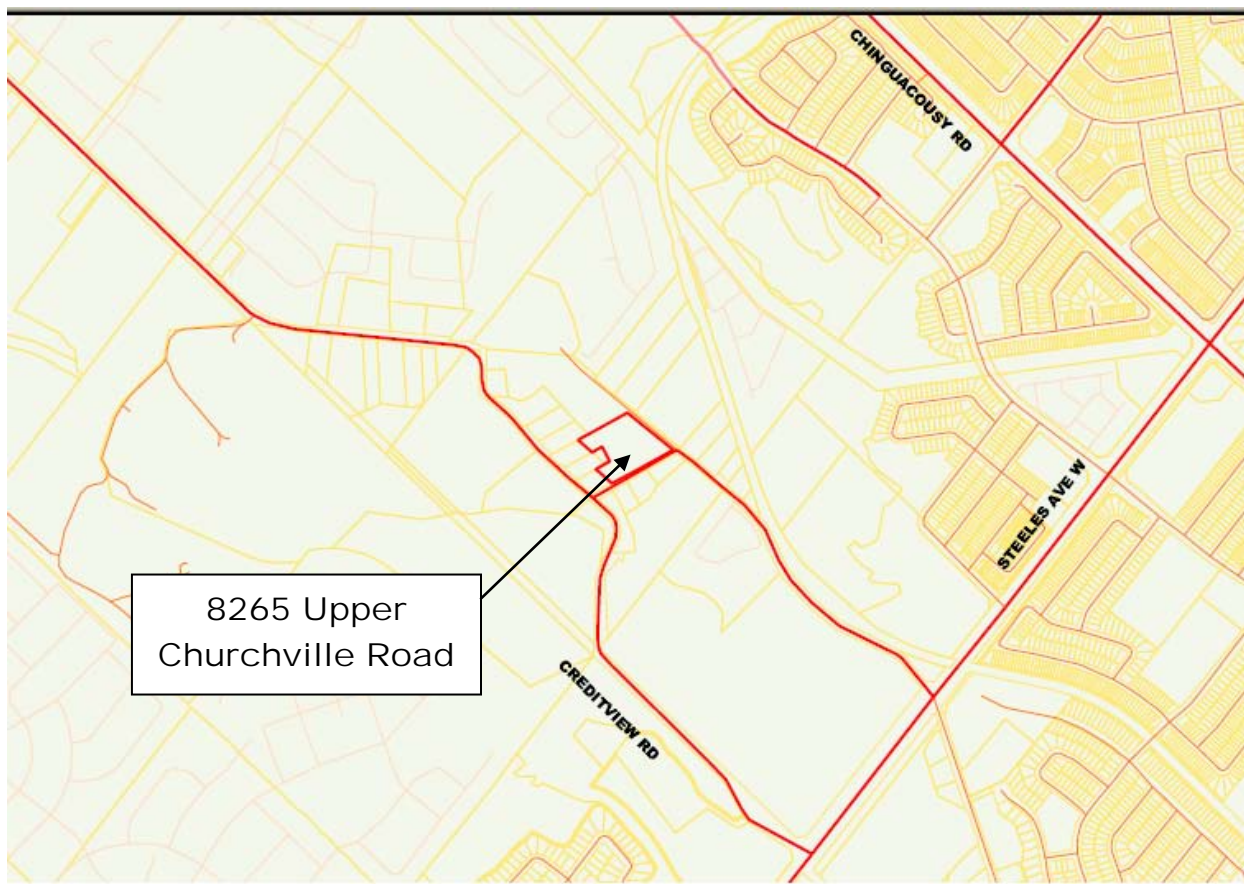 CHINGUACOUSY RD
STEELES AVE W
8265 Upper
Churchville Road
CREDITVIEW RD